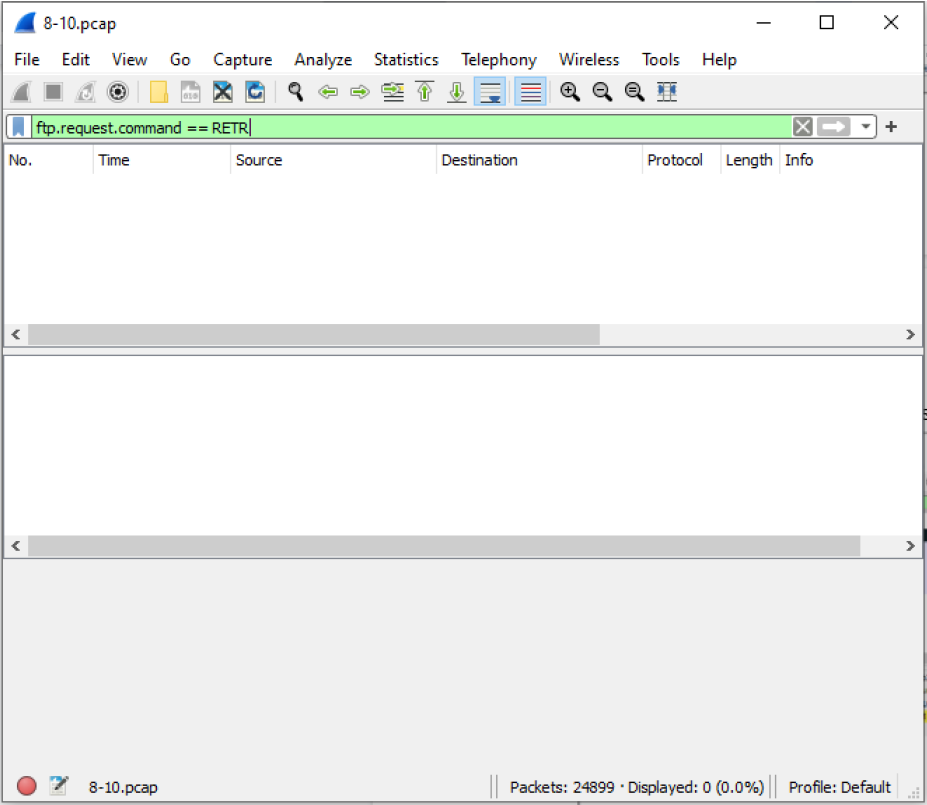 8-10.pcap
File Edit View Go Capture Analyze Statistics Telephony Wireless Tools Help
ftp.request.command == RETR
No. Time Source Destination Protocol Length Info
8-10.pcap Packets: 24899 · Displayed: 0 (0.0%) Profile: Default